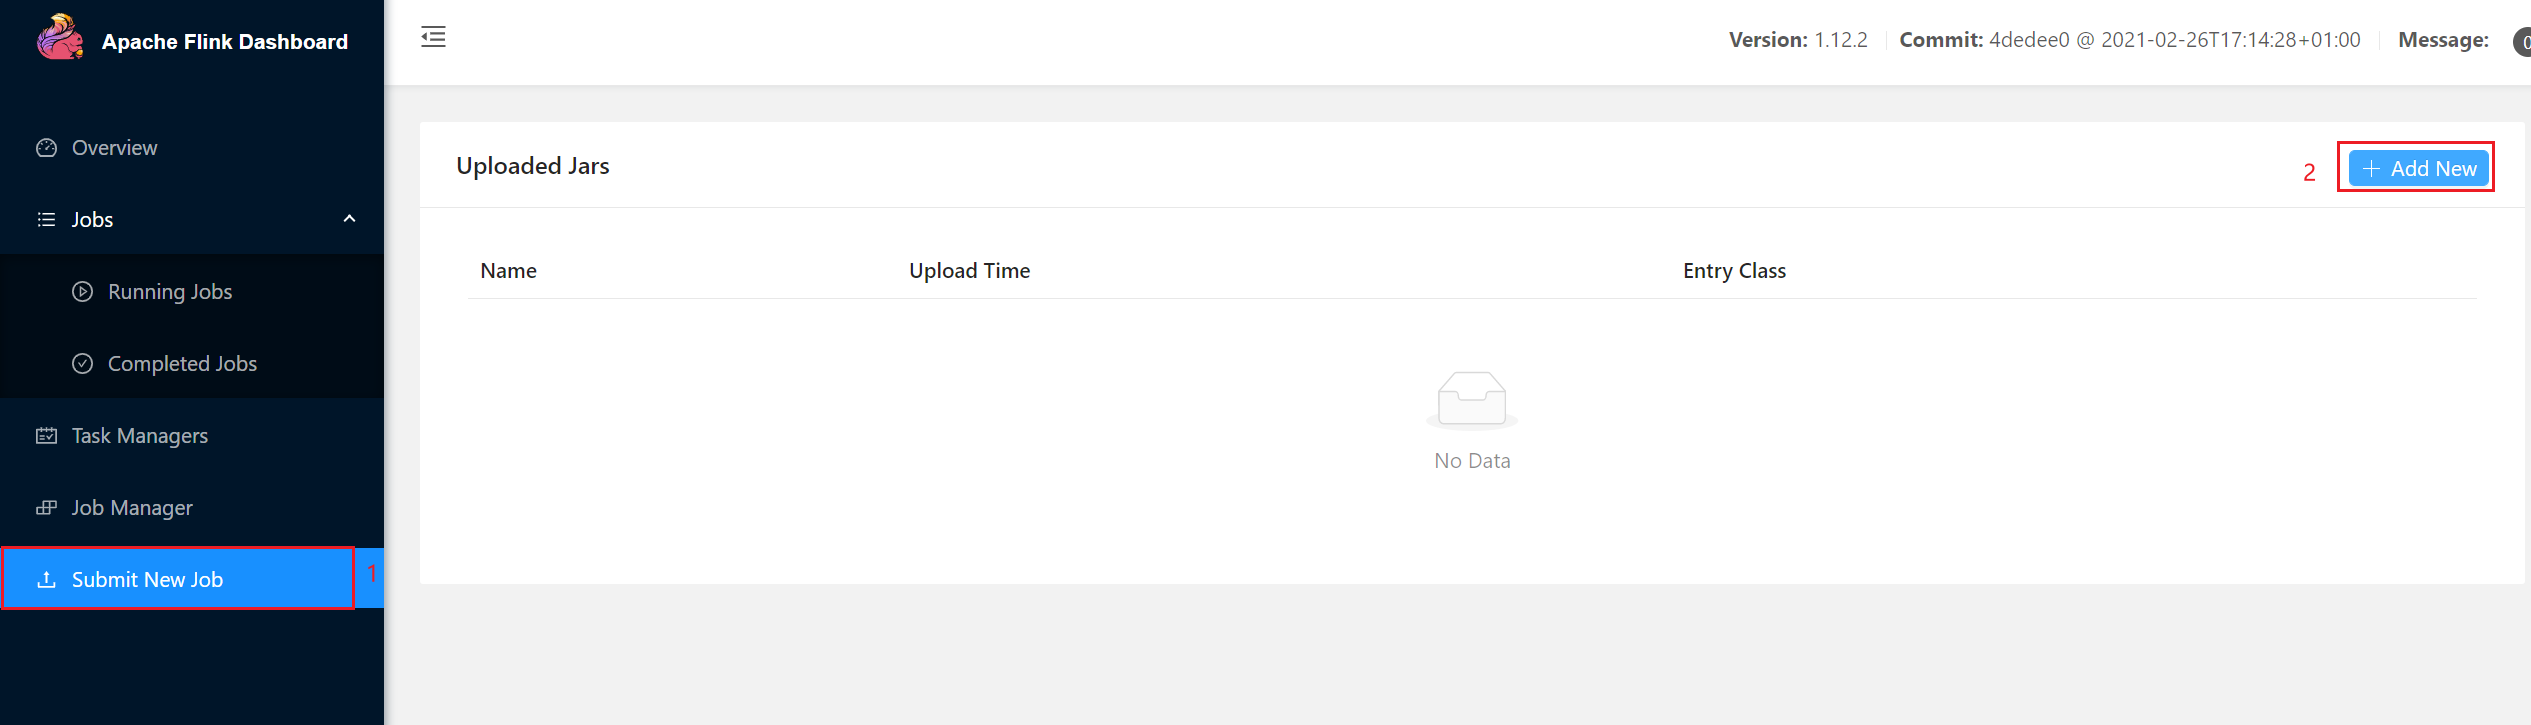 Apache Flink Dashboard
Version: 1.12.2 Commit: 4dedee0 @ 2021-02-26T17:14:28+01:00 Message: 0
Overview
Jobs
Running Jobs
Completed Jobs
Task Managers
Job Manager
Submit New Job 1
Uploaded Jars
2 Add New
Name Upload Time Entry Class
No Data